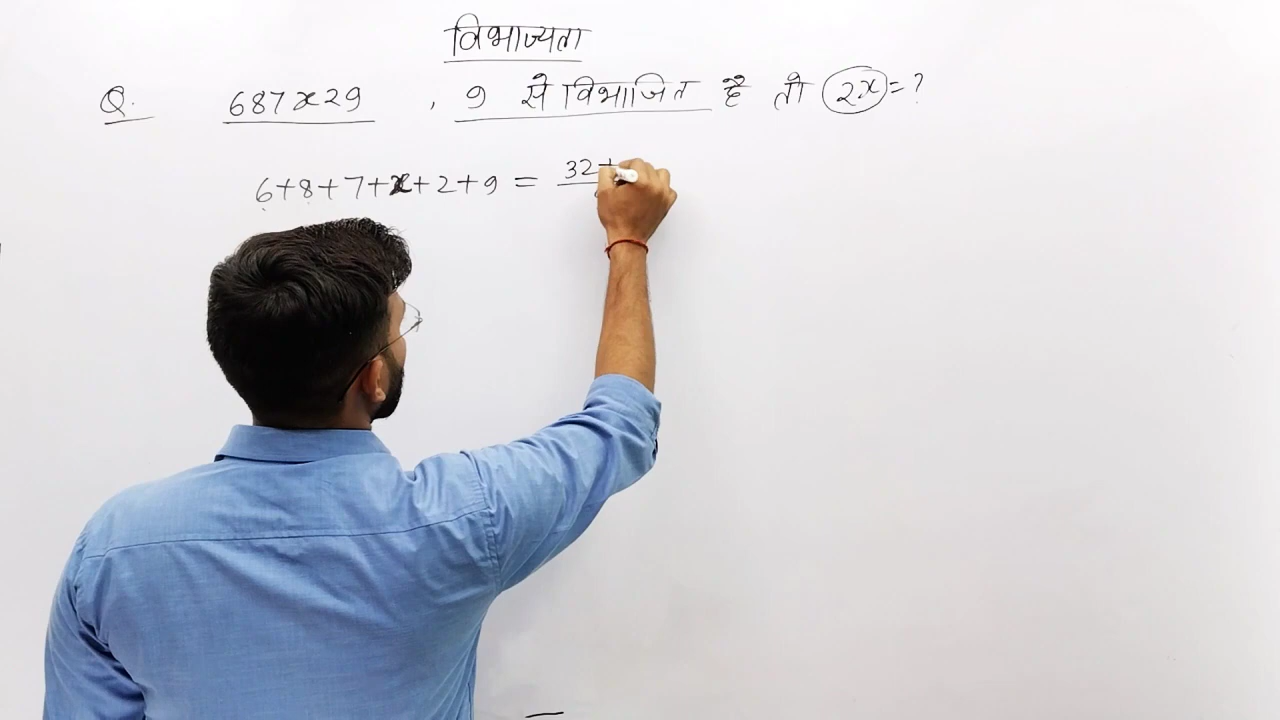 विभाज्यता
Q. 687x29 , 9 से विभाजित है तो 2x=?
6+8+7+x+2+9 = 32+